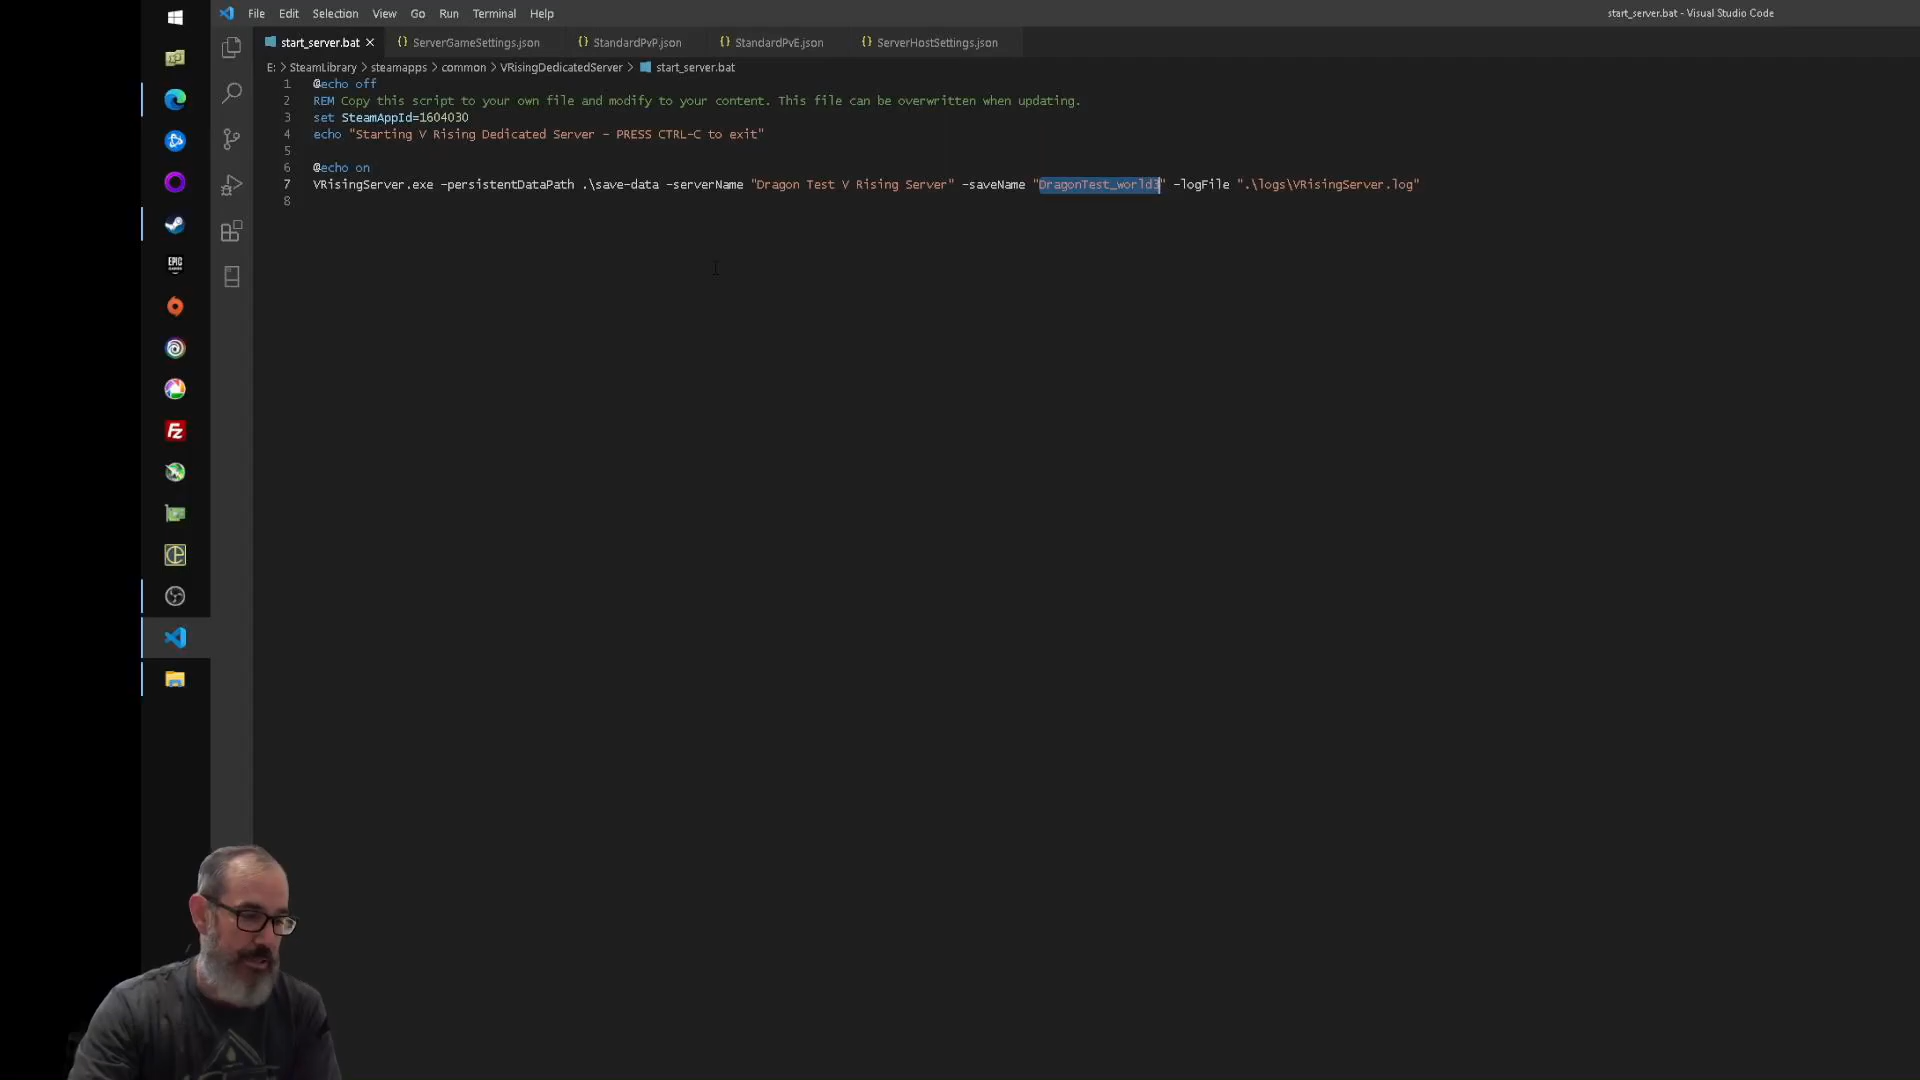 File Edit Selection View Go Run Terminal Help
start_server.bat - Visual Studio Code
start_server.bat ServerGameSettings.json StandardPvP.json StandardPvE.json ServerHostSettings.json
E: > SteamLibrary > steamapps > common > VRisingDedicatedServer > start_server.bat
1 @echo off
2 REM Copy this script to your own file and modify to your content. This file can be overwritten when updating.
3 set SteamAppId=1604030
4 echo "Starting V Rising Dedicated Server - PRESS CTRL-C to exit"
5
6 @echo on
7 VRisingServer.exe -persistentDataPath .\save-data -serverName "Dragon Test V Rising Server" -saveName "DragonTest_world3" -logFile ".\logs\VRisingServer.log"
8
EPIC
GAMES
Fz